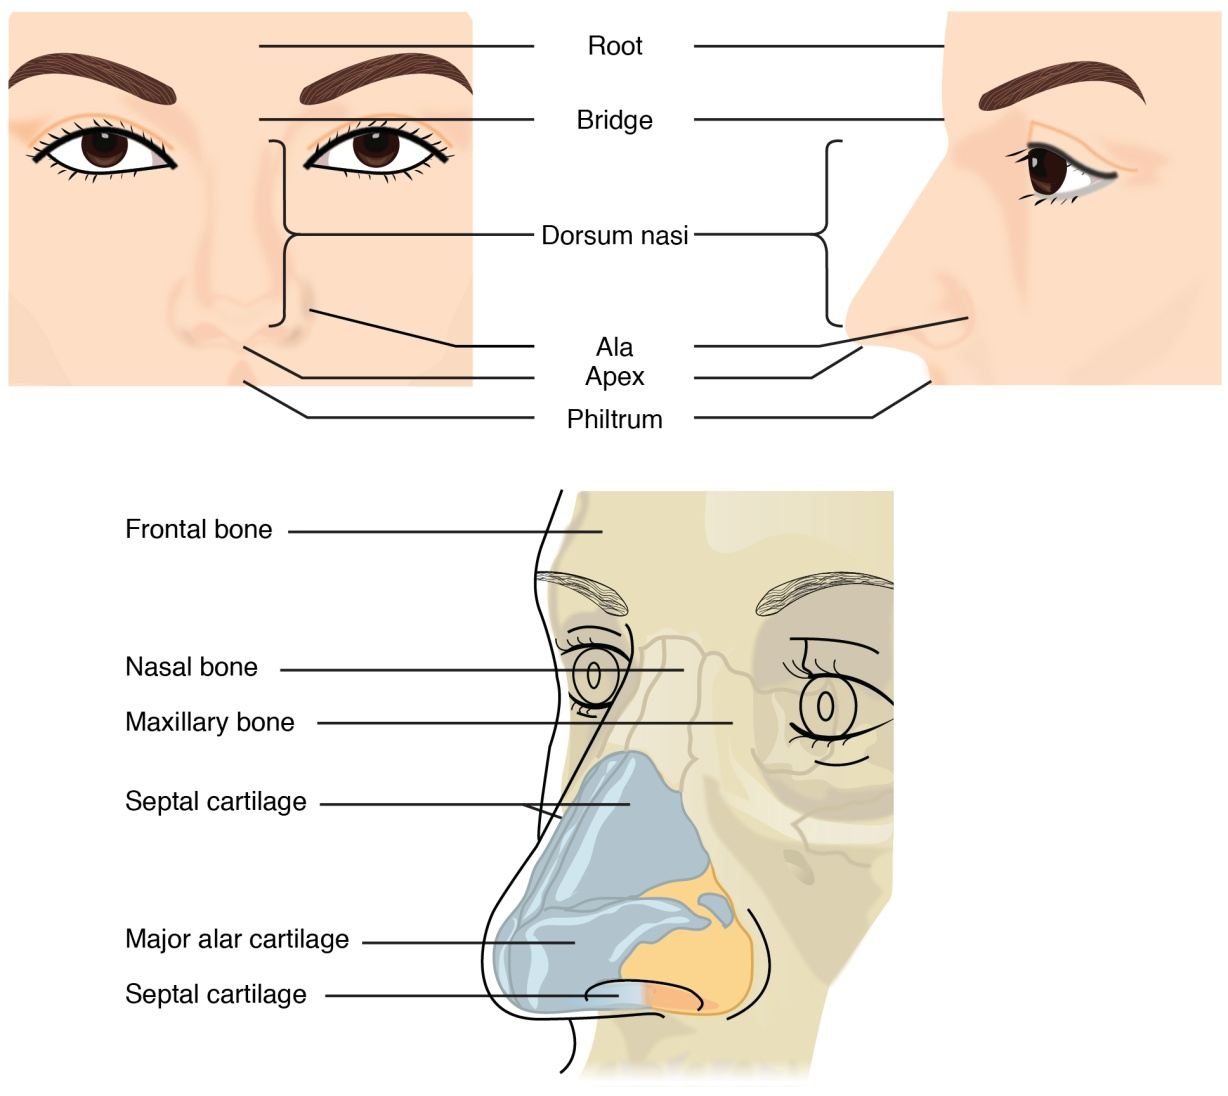 Root
Bridge
Dorsum nasi
Ala
Apex
Philtrum
Frontal bone
Nasal bone
Maxillary bone
Septal cartilage
Major alar cartilage
Septal cartilage